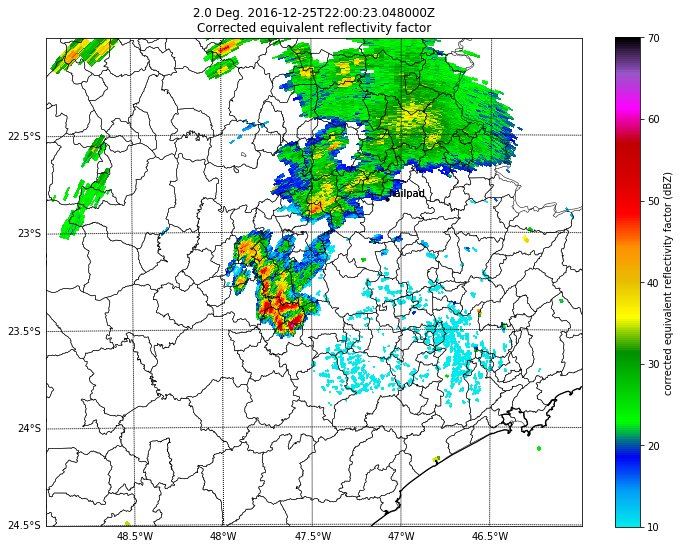 2.0 Deg. 2016-12-25T22:00:23.048000Z
Corrected equivalent reflectivity factor
22.5°S
23°S
23.5°S
24°S
24.5°S
48.5°W
48°W
47.5°W
47°W
46.5°W
Hailpad
70
60
50
40
30
20
10
corrected equivalent reflectivity factor (dBZ)